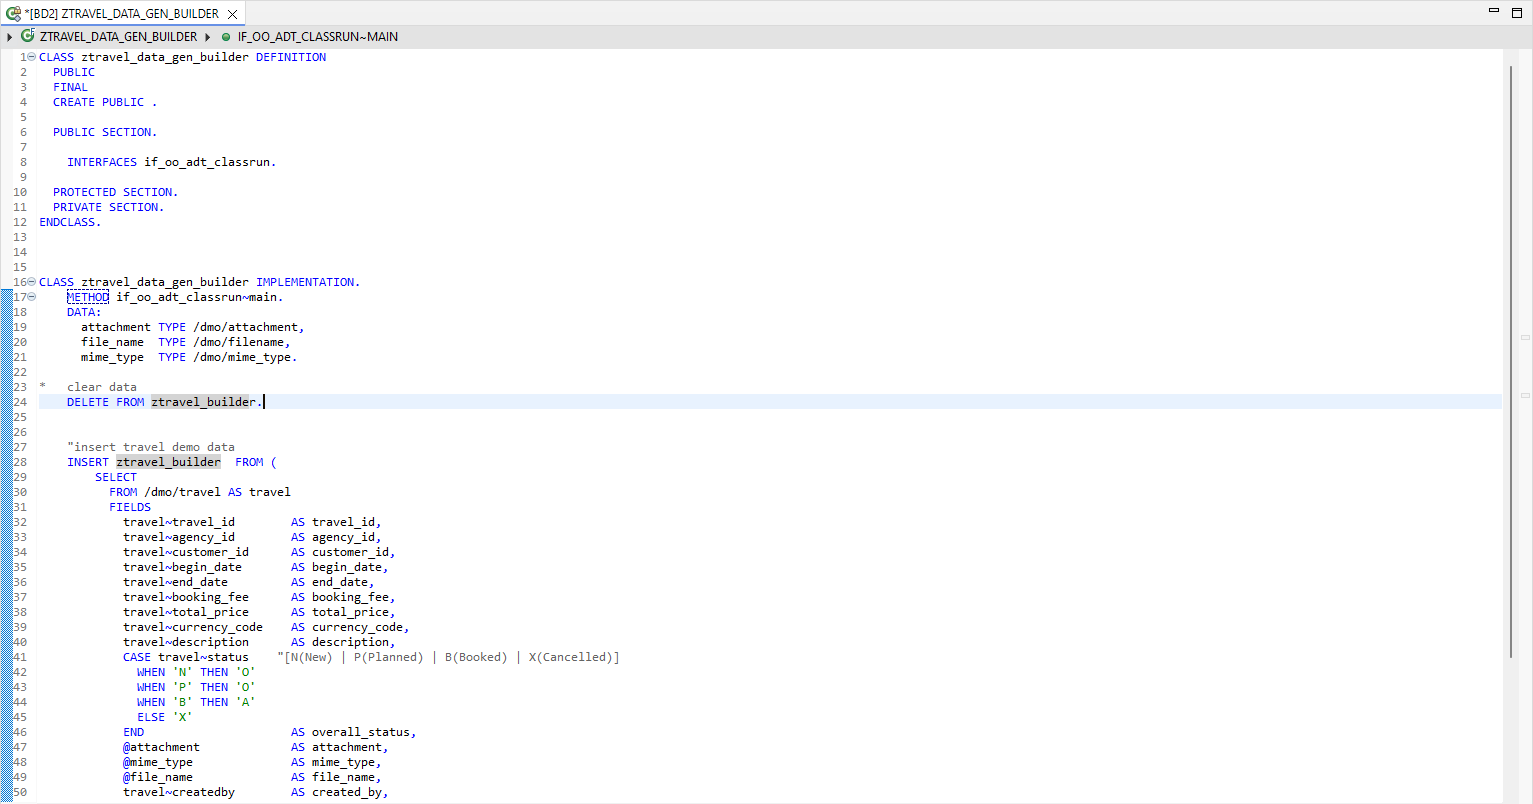 *[BD2] ZTRAVEL_DATA_GEN_BUILDER
ZTRAVEL_DATA_GEN_BUILDER IF_OO_ADT_CLASSRUN~MAIN
1 CLASS ztravel_data_gen_builder DEFINITION
2 PUBLIC
3 FINAL
4 CREATE PUBLIC .
5
6 PUBLIC SECTION.
7
8 INTERFACES if_oo_adt_classrun.
9
10 PROTECTED SECTION.
11 PRIVATE SECTION.
12 ENDCLASS.
13
14
15
16 CLASS ztravel_data_gen_builder IMPLEMENTATION.
17 METHOD if_oo_adt_classrun~main.
18 DATA:
19 attachment TYPE /dmo/attachment,
20 file_name TYPE /dmo/filename,
21 mime_type TYPE /dmo/mime_type.
22
23 * clear data
24 DELETE FROM ztravel_builder.
25
26
27 "insert travel demo data
28 INSERT ztravel_builder FROM (
29 SELECT
30 FROM /dmo/travel AS travel
31 FIELDS
32 travel~travel_id AS travel_id,
33 travel~agency_id AS agency_id,
34 travel~customer_id AS customer_id,
35 travel~begin_date AS begin_date,
36 travel~end_date AS end_date,
37 travel~booking_fee AS booking_fee,
38 travel~total_price AS total_price,
39 travel~currency_code AS currency_code,
40 travel~description AS description,
41 CASE travel~status "[N(New) | P(Planned) | B(Booked) | X(Cancelled)]
42 WHEN 'N' THEN 'O'
43 WHEN 'P' THEN 'O'
44 WHEN 'B' THEN 'A'
45 ELSE 'X'
46 END AS overall_status,
47 @attachment AS attachment,
48 @mime_type AS mime_type,
49 @file_name AS file_name,
50 travel~createdby AS created_by,